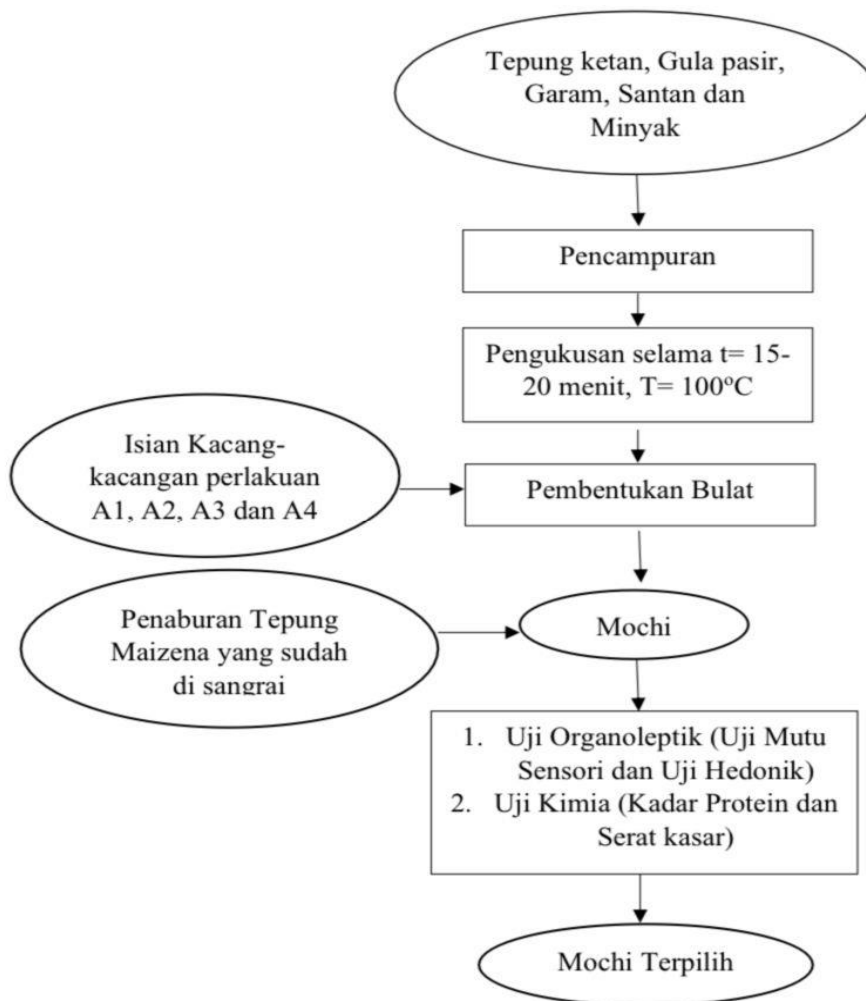 Tepung ketan, Gula pasir,
Garam, Santan dan
Minyak
Pencampuran
Pengukusan selama t= 15-
20 menit, T= 100°C
Isian Kacang-
kacangan perlakuan
A1, A2, A3 dan A4
Pembentukan Bulat
Penaburan Tepung
Maizena yang sudah
di sangrai
Mochi
1. Uji Organoleptik (Uji Mutu
Sensori dan Uji Hedonik)
2. Uji Kimia (Kadar Protein dan
Serat kasar)
Mochi Terpilih